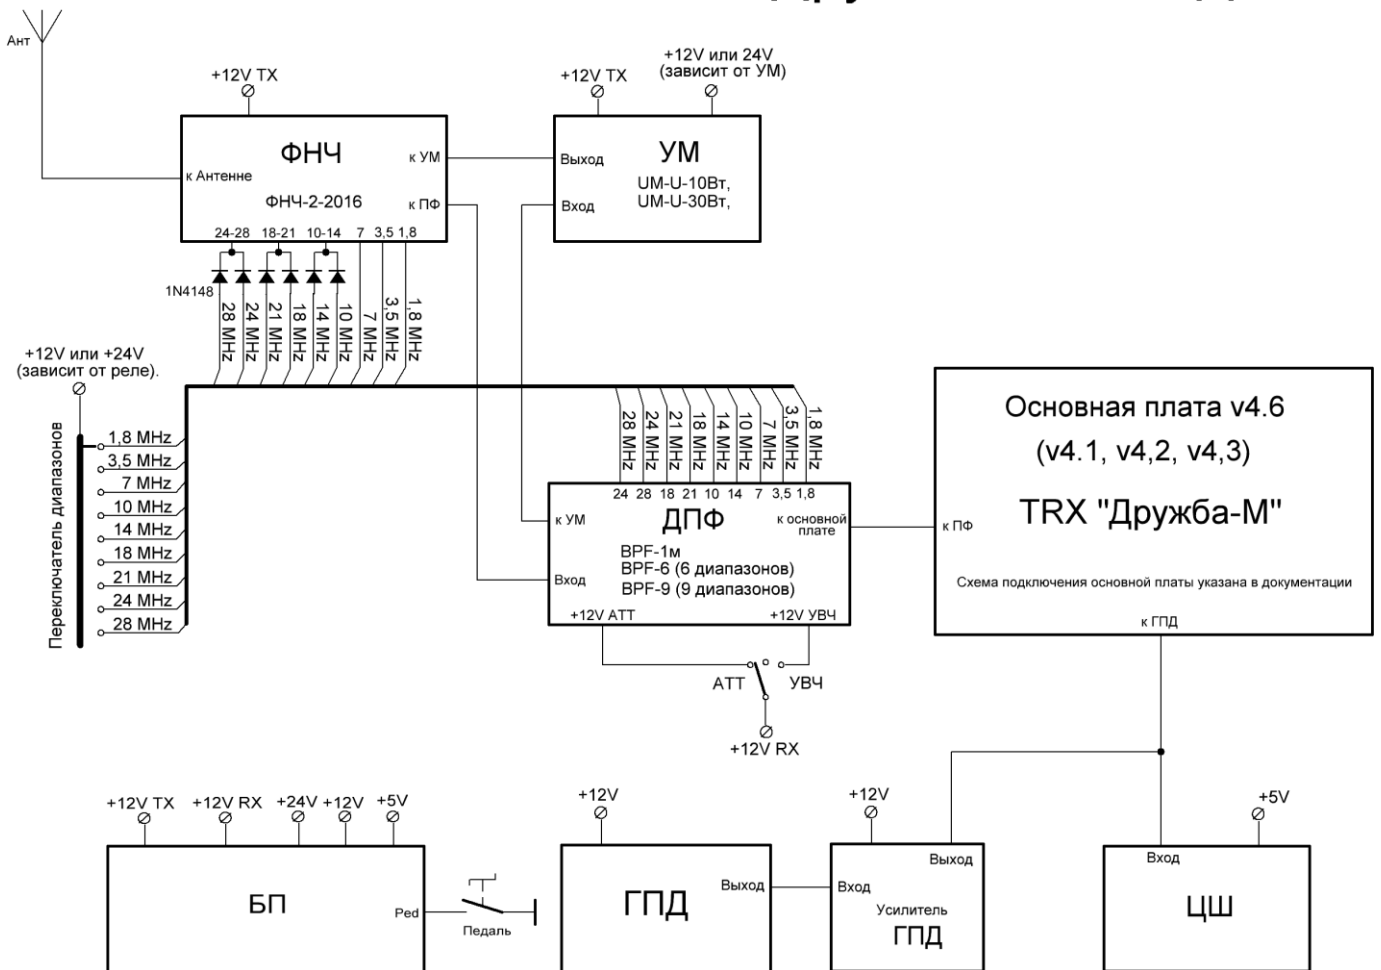 Ант
+12V TX
+12V TX
+12V или 24V
(зависит от УМ)
ФНЧ
к УМ
к Антенне
ФНЧ-2-2016
к ПФ
24-28 18-21 10-14 7 3,5 1,8
Выход
УМ
UM-U-10Вт,
UM-U-30Вт,
Вход
1N4148
28 MHz
24 MHz
21 MHz
18 MHz
14 MHz
10 MHz
7 MHz
3,5 MHz
1,8 MHz
+12V или +24V
(зависит от реле).
Переключатель диапазонов
1,8 MHz
3,5 MHz
7 MHz
10 MHz
14 MHz
18 MHz
21 MHz
24 MHz
28 MHz
28 MHz
24 MHz
21 MHz
18 MHz
14 MHz
10 MHz
7 MHz
3,5 MHz
1,8 MHz
24 28 18 21 10 14 7 3,5 1,8
к УМ
ДПФ
к основной
плате
BPF-1м
BPF-6 (6 диапазонов)
BPF-9 (9 диапазонов)
Вход
+12V АТТ
+12V УВЧ
АТТ
УВЧ
+12V RX
Основная плата v4.6
(v4.1, v4,2, v4,3)
TRX "Дружба-М"
к ПФ
Схема подключения основной платы указана в документации
к ГПД
+12V TX
+12V RX
+24V
+12V
+5V
БП
Ped
Педаль
+12V
ГПД
Выход
+12V
Выход
Вход
Усилитель
ГПД
+5V
Вход
ЦШ